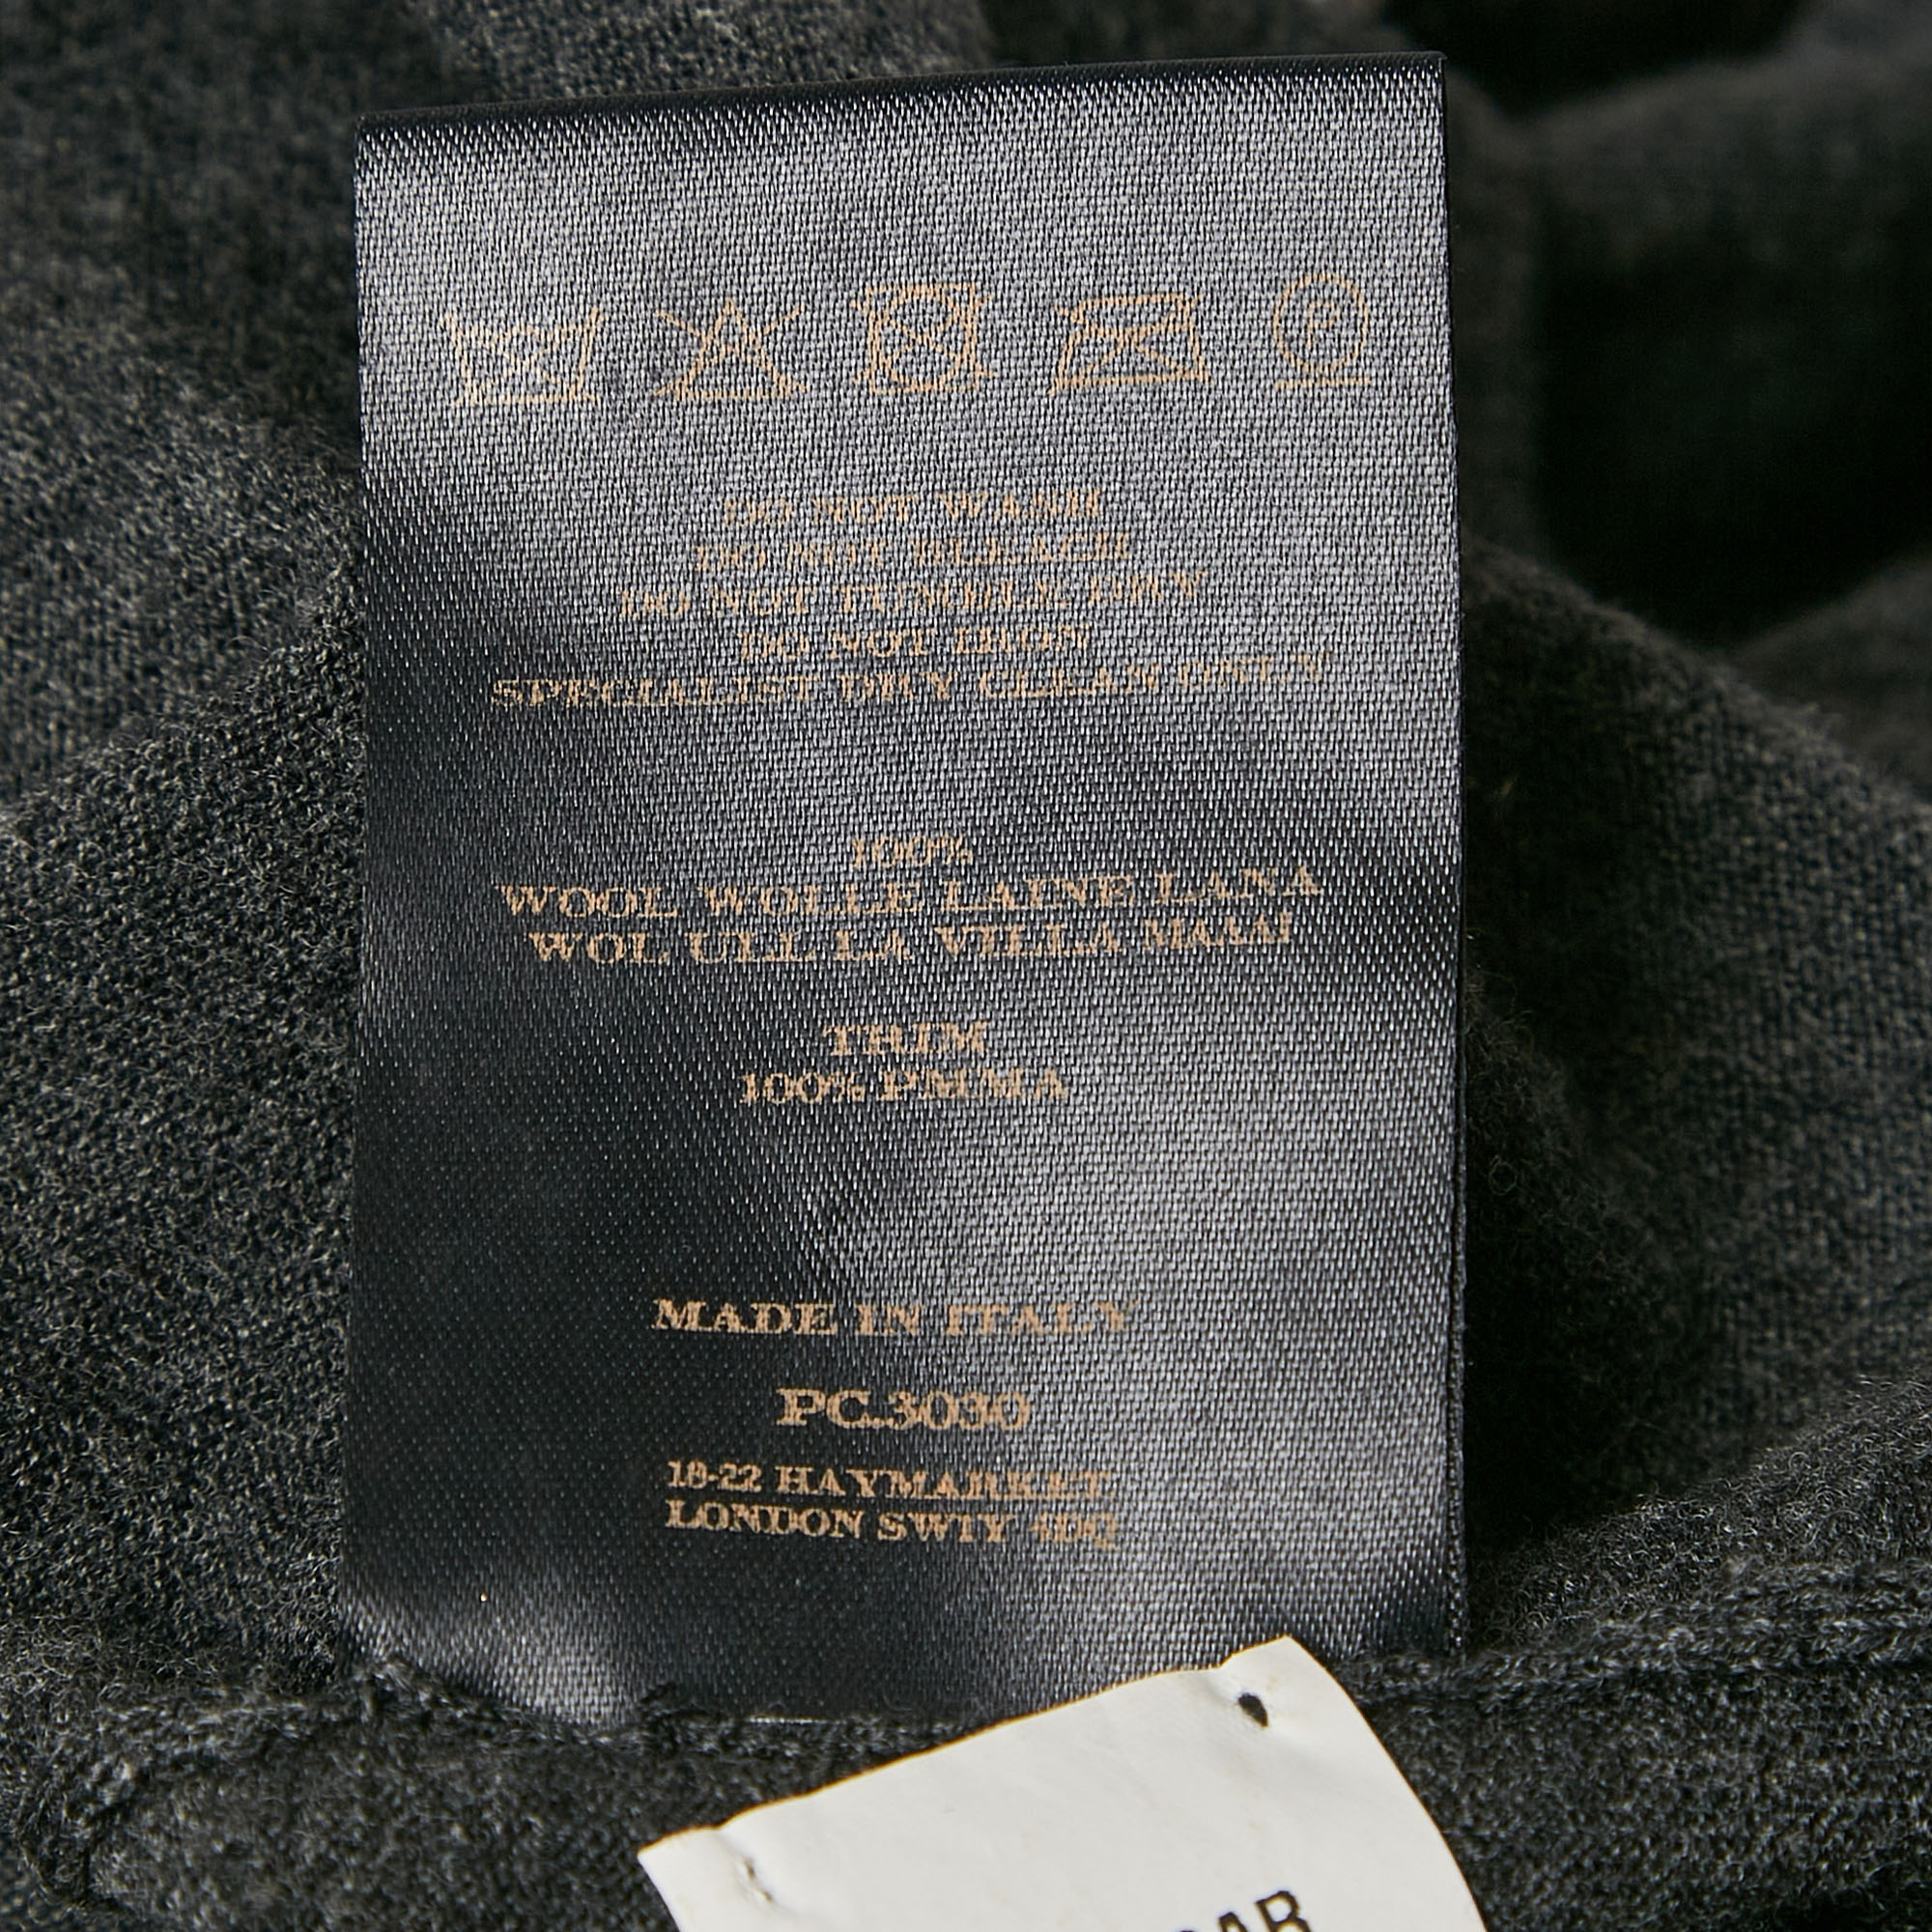 P
DO NOT WASH
DO NOT BLEACH
DO NOT TUMBLE DRY
DO NOT IRON
SPECIALIST DRY CLEAN ONLY
100%
WOOL WOLLE LAINE LANA
WOL ULL LA VILLA
TRIM
100% PMMA
MADE IN ITALY
PC.3030
18-22 HAYMARKET
LONDON SW1Y 4DQ